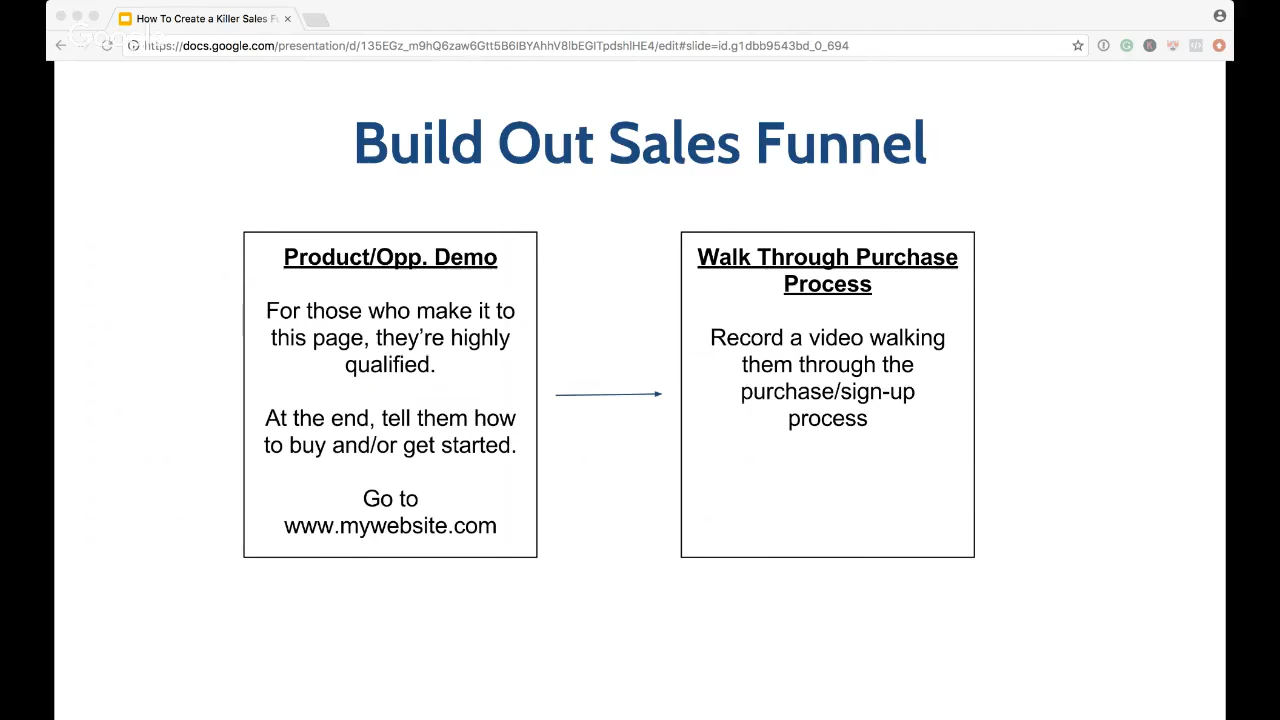 How To Create a Killer Sales Fu
Google
https://docs.google.com/presentation/d/135EGz_m9hQ6zaw6Gtt5B6lBYAhhV8lbEGlTpdshlHE4/edit#slide=id.g1dbb9543bd_0_694
Build Out Sales Funnel
Product/Opp. Demo
For those who make it to
this page, they’re highly
qualified.
At the end, tell them how
to buy and/or get started.
Go to
www.mywebsite.com
Walk Through Purchase
Process
Record a video walking
them through the
purchase/sign-up
process